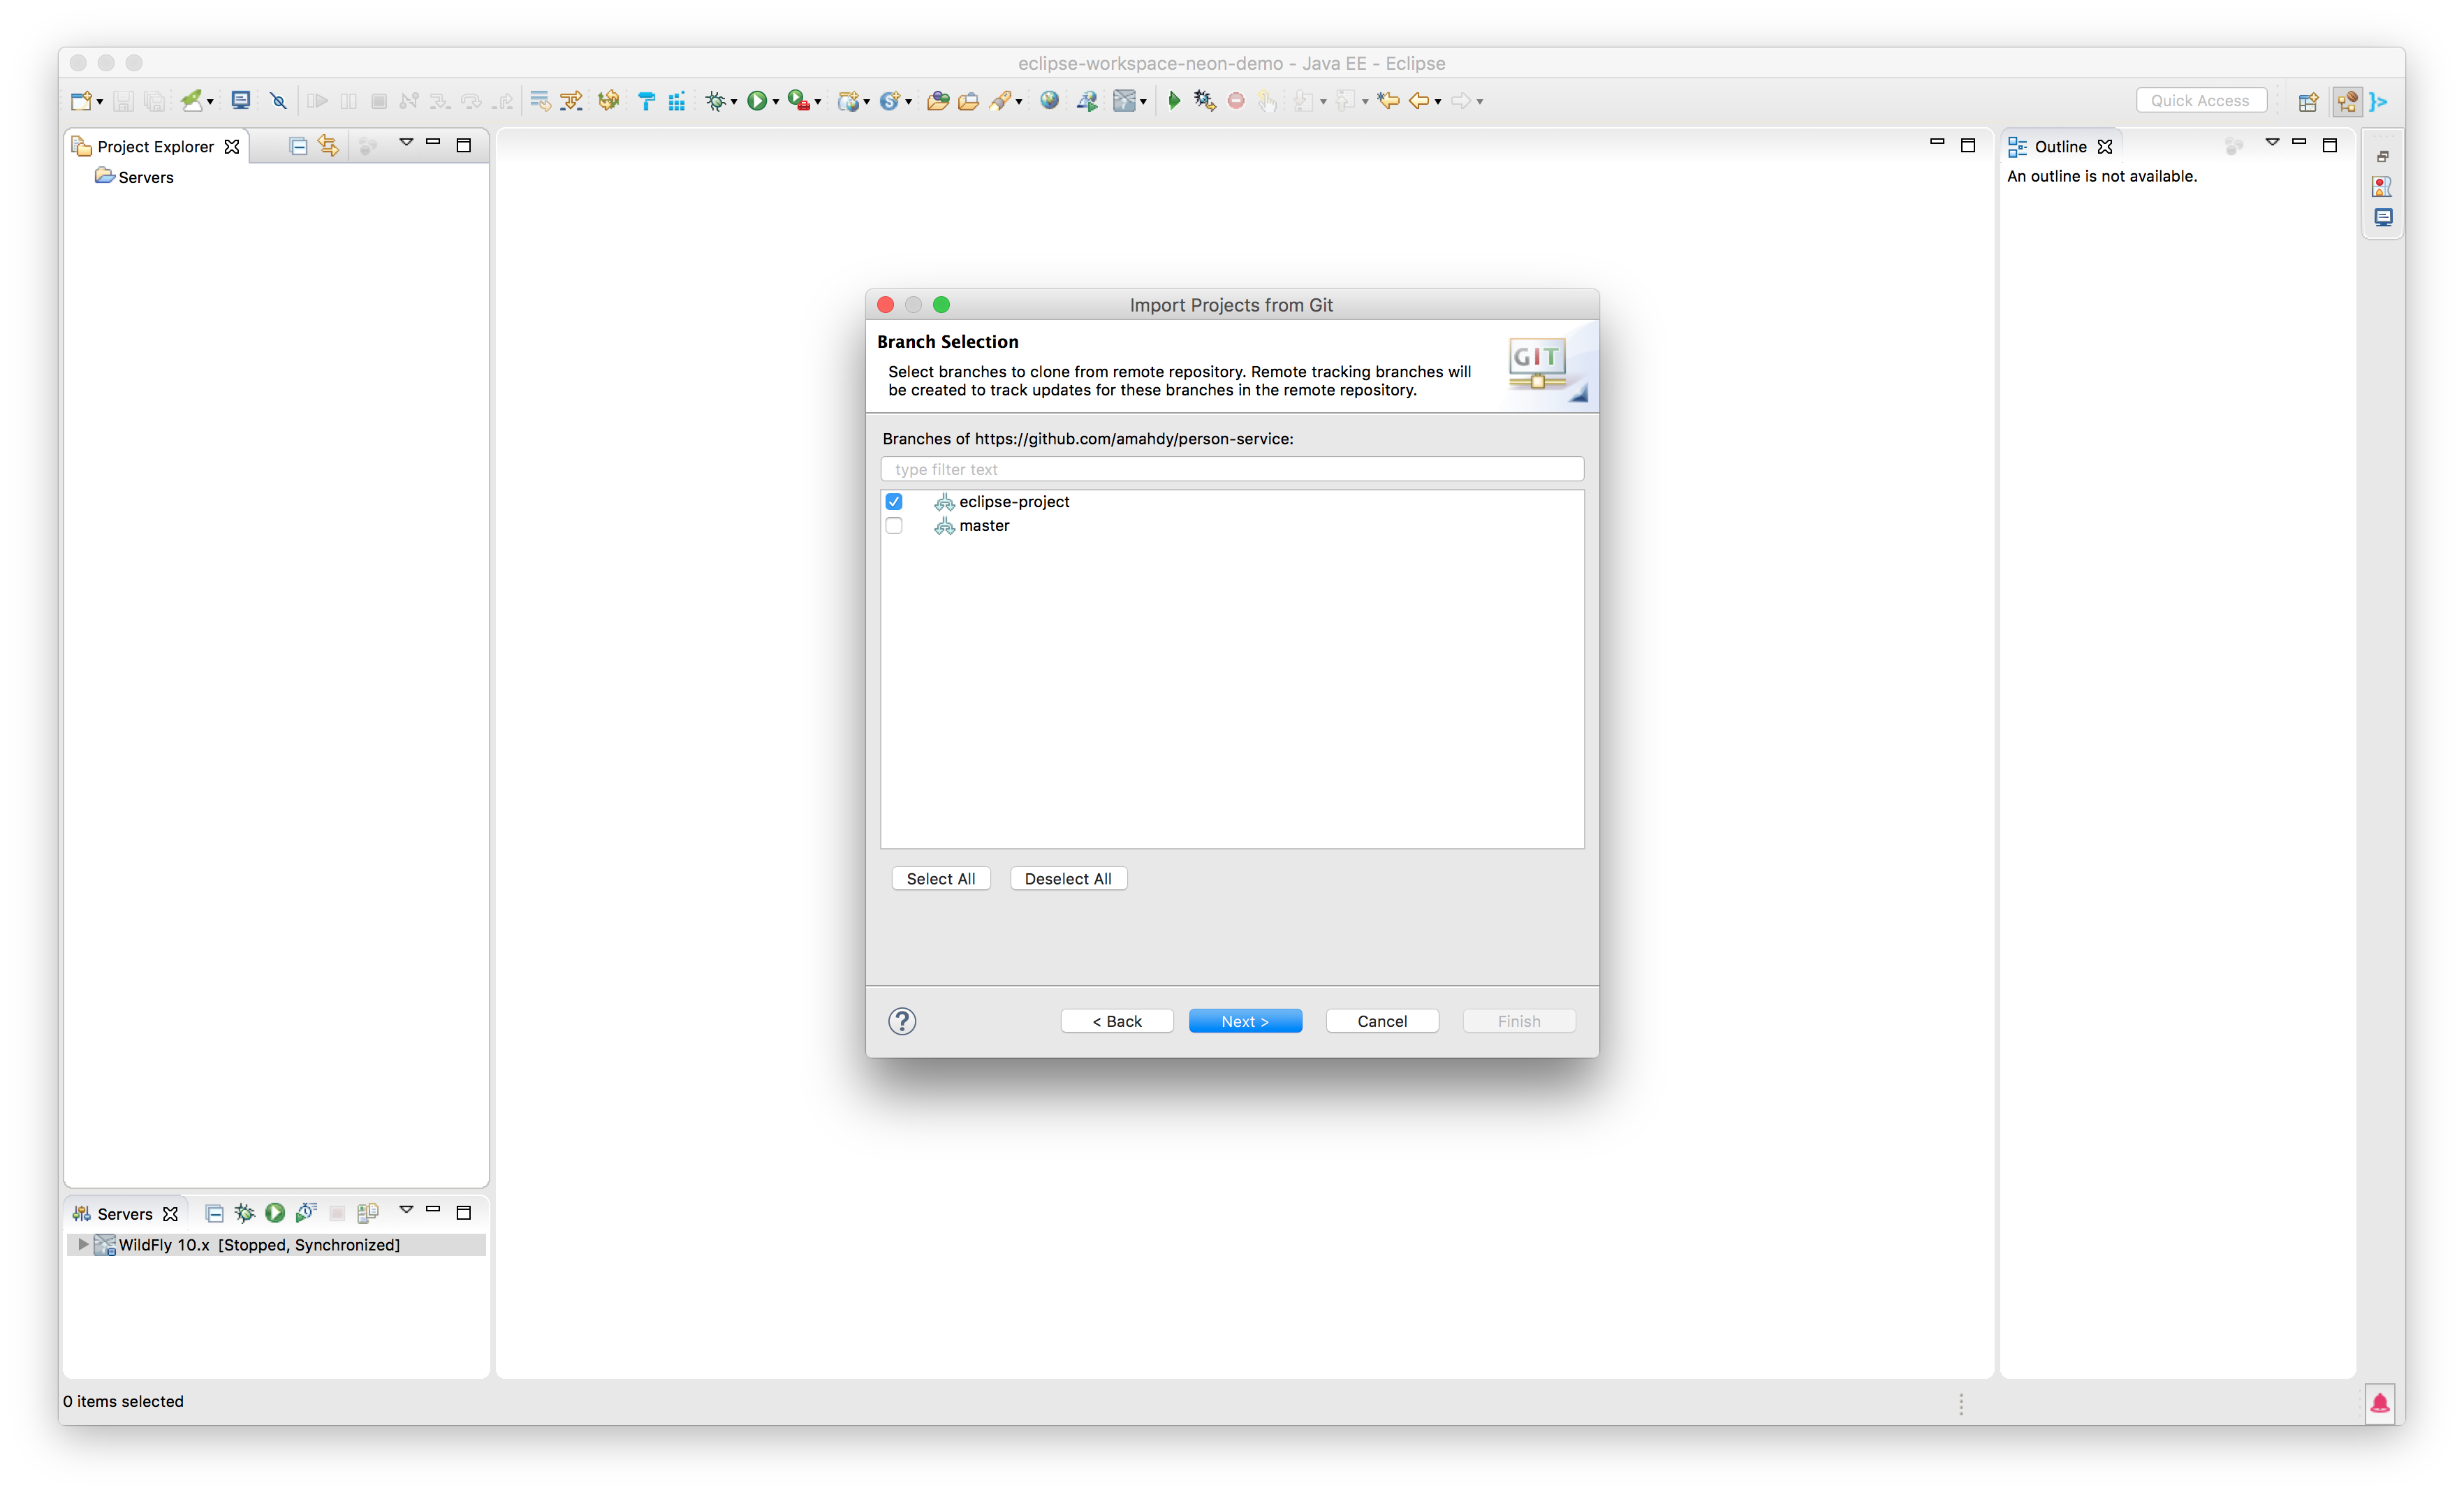 eclipse-workspace-neon-demo - Java EE - Eclipse
Quick Access
Project Explorer
Servers
Outline
An outline is not available.
Import Projects from Git
Branch Selection
Select branches to clone from remote repository. Remote tracking branches will
be created to track updates for these branches in the remote repository.
GIT
Branches of https://github.com/amahdy/person-service:
type filter text
eclipse-project
master
Select All
Deselect All
?
< Back
Next >
Cancel
Finish
Servers
WildFly 10.x [Stopped, Synchronized]
0 items selected